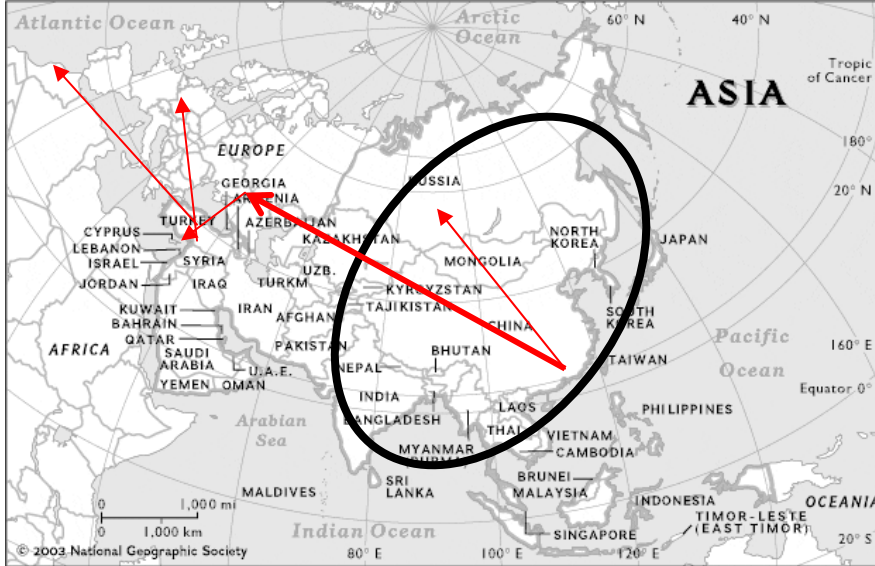 Atlantic Ocean
Arctic
Ocean
60° N
40° N
Tropic
of Cancer
ASIA
180°
20° N
EUROPE
RUSSIA
GEORGIA
ARMENIA
TURKEY
AZERBAIJAN
CYPRUS
LEBANON
ISRAEL
JORDAN
SYRIA
IRAQ
KAZAKHSTAN
UZB.
TURKM.
MONGOLIA
NORTH
KOREA
JAPAN
KYRGYZSTAN
TAJIKISTAN
IRAN
AFGHAN.
CHINA
SOUTH
KOREA
KUWAIT
BAHRAIN
QATAR
SAUDI
ARABIA
PAKISTAN
AFRICA
U.A.E.
YEMEN
OMAN
NEPAL
BHUTAN
TAIWAN
Pacific
Ocean
160° E
Equator 0°
INDIA
BANGLADESH
LAOS
THAI.
PHILIPPINES
Arabian
Sea
MYANMAR
VIETNAM
CAMBODIA
MALDIVES
SRI
LANKA
BRUNEI
MALAYSIA
INDONESIA
OCEANIA
TIMOR-LESTE
(EAST TIMOR)
SINGAPORE
0 1,000 mi
0 1,000 km
Indian Ocean
20° S
© 2003 National Geographic Society
80° E
100° E
120° E